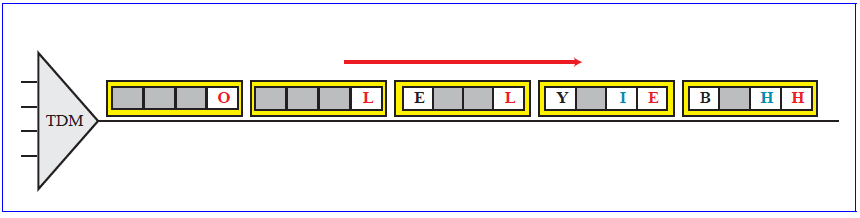 TDM O L E L Y I E B H H